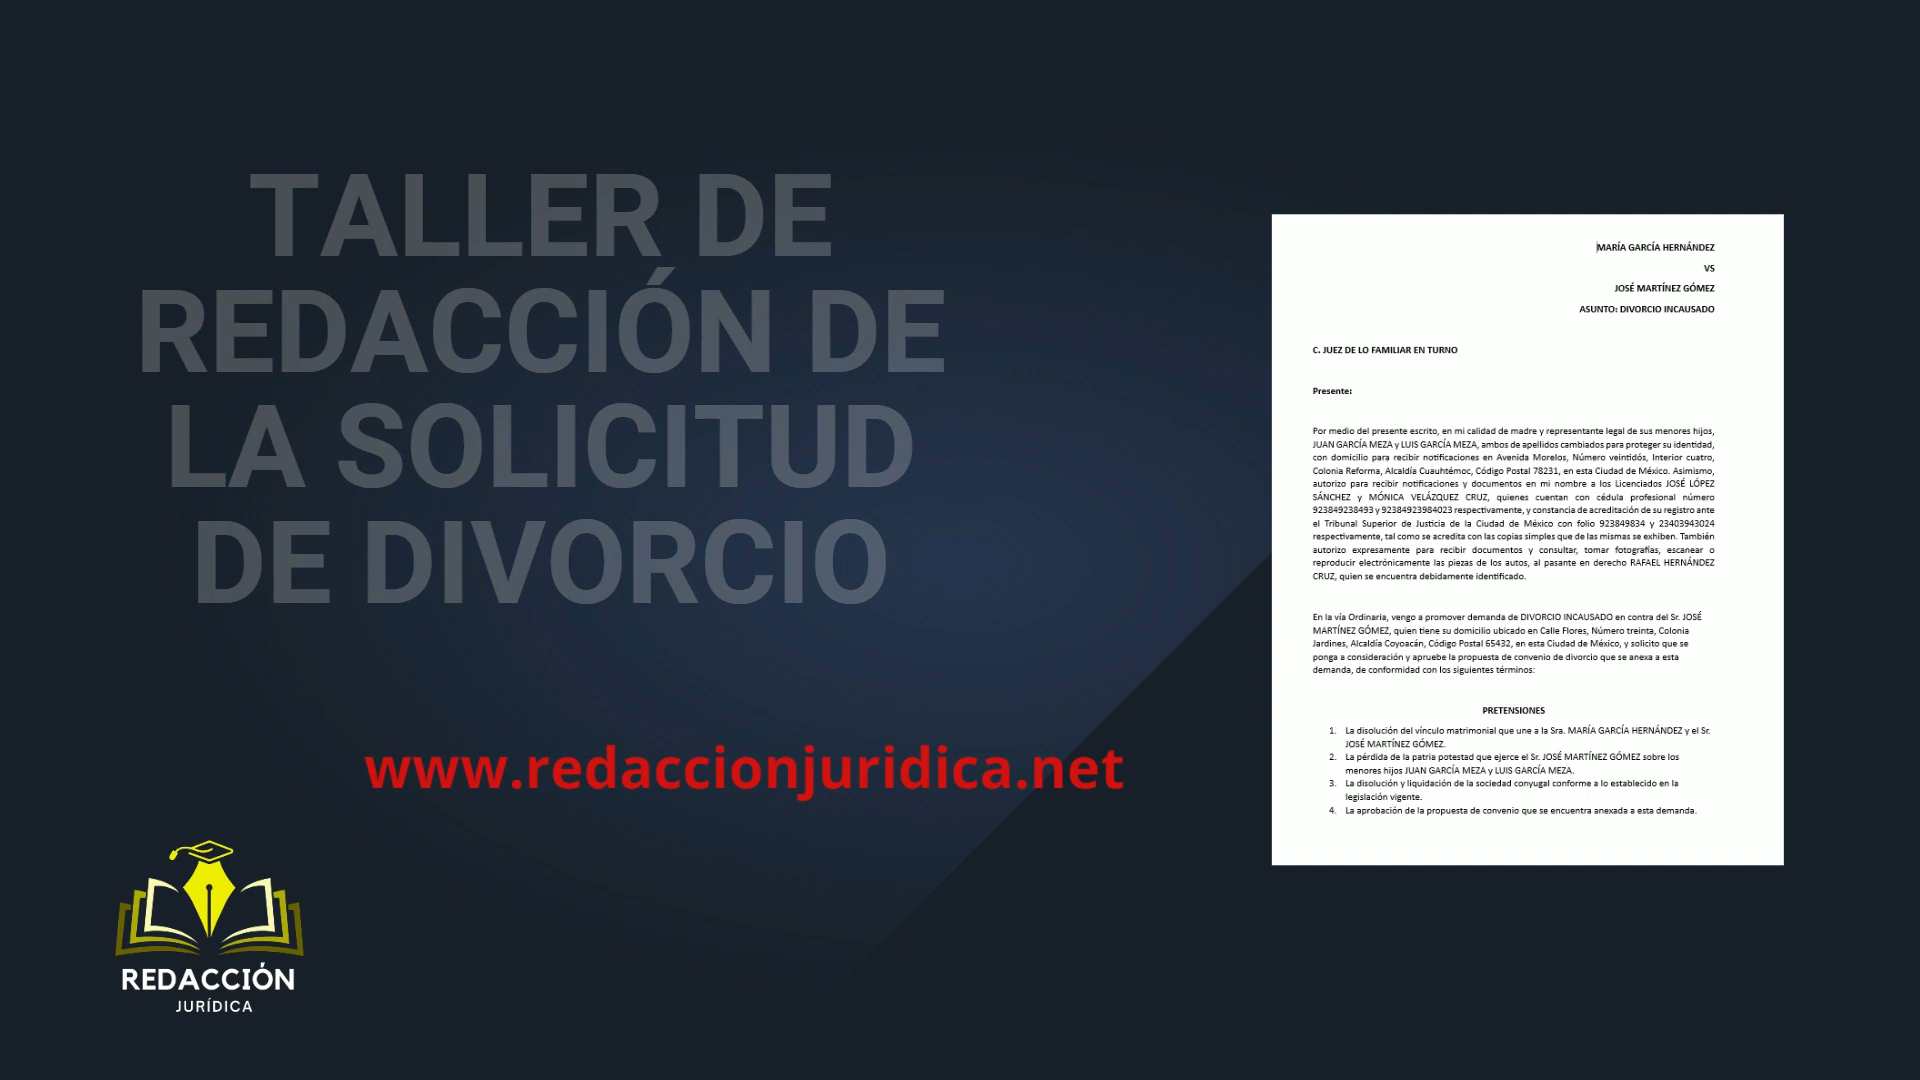 TALLER DE
REDACCIÓN DE
LA SOLICITUD
DE DIVORCIO
www.redaccionjuridica.net
REDACCIÓN
JURÍDICA
MARÍA GARCÍA HERNÁNDEZ
VS
JOSÉ MARTÍNEZ GÓMEZ
ASUNTO: DIVORCIO INCAUSADO
C. JUEZ DE LO FAMILIAR EN TURNO
Presente:
Por medio del presente escrito, en mi calidad de madre y representante legal de sus menores hijos,
JUAN GARCÍA MEZA y LUIS GARCÍA MEZA, ambos de apellidos cambiados para proteger su identidad,
con domicilio para recibir notificaciones en Avenida Morelos, Número veintidós, Interior cuatro,
Colonia Reforma, Alcaldía Cuauhtémoc, Código Postal 78231, en esta Ciudad de México. Asimismo,
autorizo para recibir notificaciones y documentos en mi nombre a los Licenciados JOSÉ LÓPEZ
SÁNCHEZ y MÓNICA VELÁZQUEZ CRUZ, quienes cuentan con cédula profesional número
923849238493 y 92384923984023 respectivamente, y constancia de acreditación de su registro ante
el Tribunal Superior de Justicia de la Ciudad de México con folio 923849834 y 23403943024
respectivamente, tal como se acredita con las copias simples que de las mismas se exhiben. También
autorizo expresamente para recibir documentos y consultar, tomar fotografías, escanear o
reproducir electrónicamente las piezas de los autos, al pasante en derecho RAFAEL HERNÁNDEZ
CRUZ, quien se encuentra debidamente identificado.
En la vía Ordinaria, vengo a promover demanda de DIVORCIO INCAUSADO en contra del Sr. JOSÉ
MARTÍNEZ GÓMEZ, quien tiene su domicilio ubicado en Calle Flores, Número treinta, Colonia
Jardines, Alcaldía Coyoacán, Código Postal 65432, en esta Ciudad de México, y solicito que se
ponga a consideración y apruebe la propuesta de convenio de divorcio que se anexa a esta
demanda, de conformidad con los siguientes términos:
PRETENSIONES
1. La disolución del vínculo matrimonial que une a la Sra. MARÍA GARCÍA HERNÁNDEZ y el Sr.
JOSÉ MARTÍNEZ GÓMEZ.
2. La pérdida de la patria potestad que ejerce el Sr. JOSÉ MARTÍNEZ GÓMEZ sobre los
menores hijos JUAN GARCÍA MEZA y LUIS GARCÍA MEZA.
3. La disolución y liquidación de la sociedad conyugal conforme a lo establecido en la
legislación vigente.
4. La aprobación de la propuesta de convenio que se encuentra anexada a esta demanda.